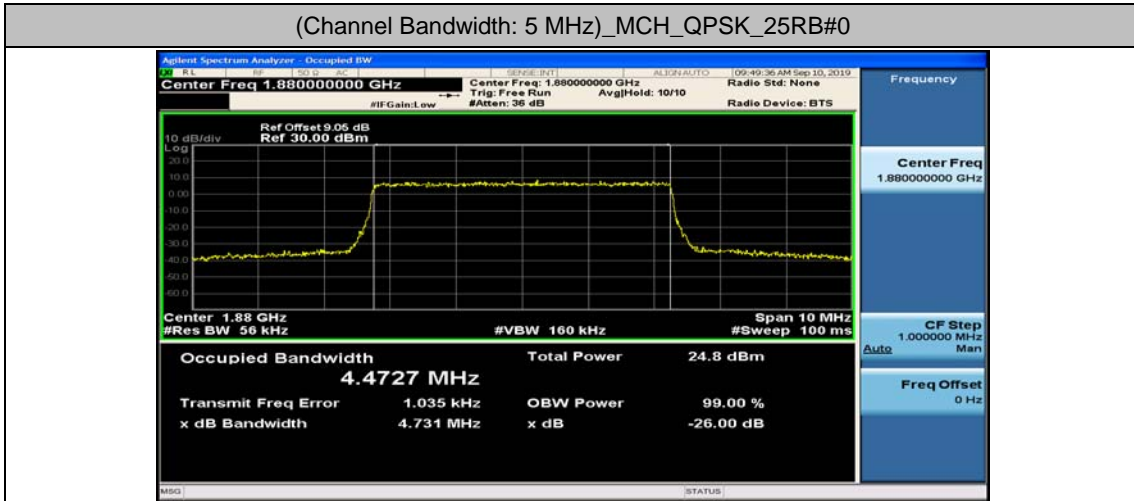 (Channel Bandwidth: 5 MHz)_MCH_QPSK_25RB#0
Agilent Spectrum Analyzer - Occupied BW
RL RF 50 Ω AC SENSE:INT ALIGN AUTO 09:49:36 AM Sep 10, 2019
Center Freq 1.880000000 GHz
Center Freq: 1.880000000 GHz Radio Std: None
Trig: Free Run Avg|Hold: 10/10
#IFGain:Low #Atten: 36 dB Radio Device: BTS
Frequency
Ref Offset 9.05 dB
10 dB/div Ref 30.00 dBm
Log
20.0
10.0
0.00
-10.0
-20.0
-30.0
-40.0
-50.0
-60.0
Center Freq
1.880000000 GHz
Center 1.88 GHz Span 10 MHz
#Res BW 56 kHz #VBW 160 kHz #Sweep 100 ms
CF Step
1.000000 MHz
Auto Man
Occupied Bandwidth Total Power 24.8 dBm
4.4727 MHz
Transmit Freq Error 1.035 kHz OBW Power 99.00 %
x dB Bandwidth 4.731 MHz x dB -26.00 dB
Freq Offset
0 Hz
MSG STATUS